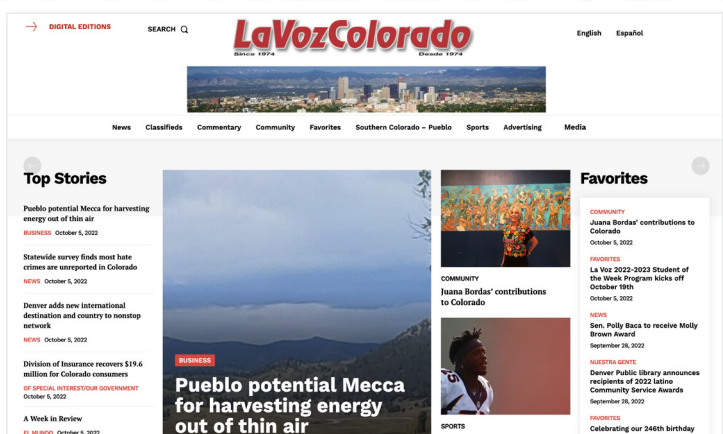 DIGITAL EDITIONS
SEARCH
LaVozColorado
Since 1974
Desde 1974
English
Español
News
Classifieds
Commentary
Community
Favorites
Southern Colorado – Pueblo
Sports
Advertising
Media
Top Stories
Pueblo potential Mecca for harvesting
energy out of thin air
BUSINESS October 5, 2022
Statewide survey finds most hate
crimes are unreported in Colorado
NEWS October 5, 2022
Denver adds new international
destination and country to nonstop
network
NEWS October 5, 2022
Division of Insurance recovers $19.6
million for Colorado consumers
OF SPECIAL INTEREST/OUR GOVERNMENT
October 5, 2022
A Week in Review
EL MUNDO October 5, 2022
BUSINESS
Pueblo potential Mecca
for harvesting energy
out of thin air
COMMUNITY
Juana Bordas' contributions
to Colorado
SPORTS
Favorites
COMMUNITY
Juana Bordas' contributions to
Colorado
October 5, 2022
FAVORITES
La Voz 2022-2023 Student of
the Week Program kicks off
October 19th
October 5, 2022
NEWS
Sen. Polly Baca to receive Molly
Brown Award
September 28, 2022
NUESTRA GENTE
Denver Public library announces
recipients of 2022 latino
Community Service Awards
September 28, 2022
FAVORITES
Celebrating our 246th birthday